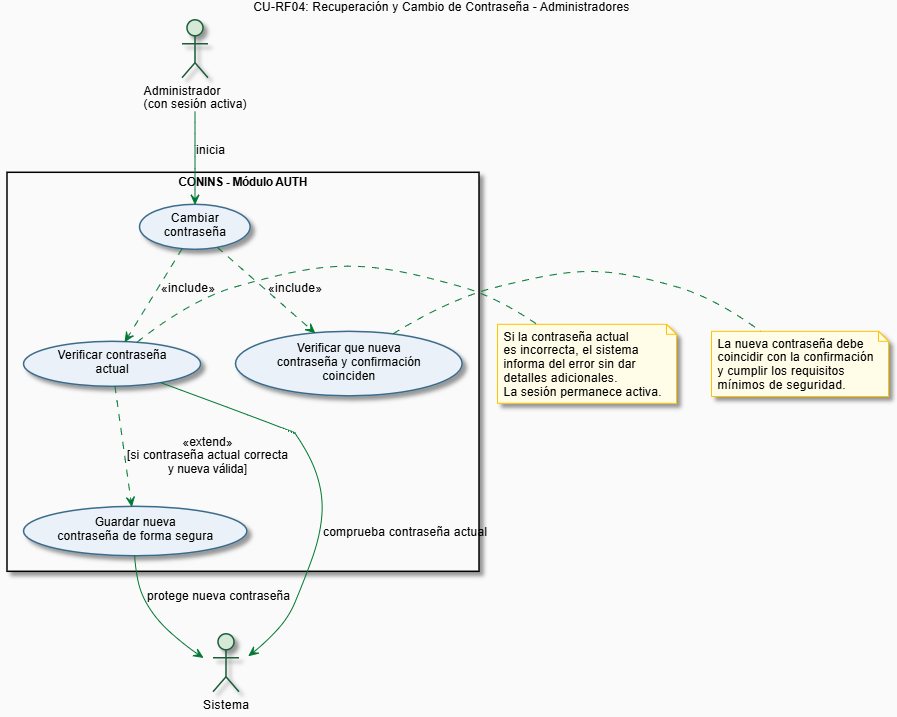 CU-RF04: Recuperación y Cambio de Contraseña - Administradores
Administrador
(con sesión activa)
inicia
CONINS - Módulo AUTH
Cambiar
contraseña
«include»
«include»
Verificar contraseña
actual
Verificar que nueva
contraseña y confirmación
coinciden
Si la contraseña actual
es incorrecta, el sistema
informa del error sin dar
detalles adicionales.
La sesión permanece activa.
La nueva contraseña debe
coincidir con la confirmación
y cumplir los requisitos
mínimos de seguridad.
«extend»
[si contraseña actual correcta
y nueva válida]
Guardar nueva
contraseña de forma segura
comprueba contraseña actual
protege nueva contraseña
Sistema